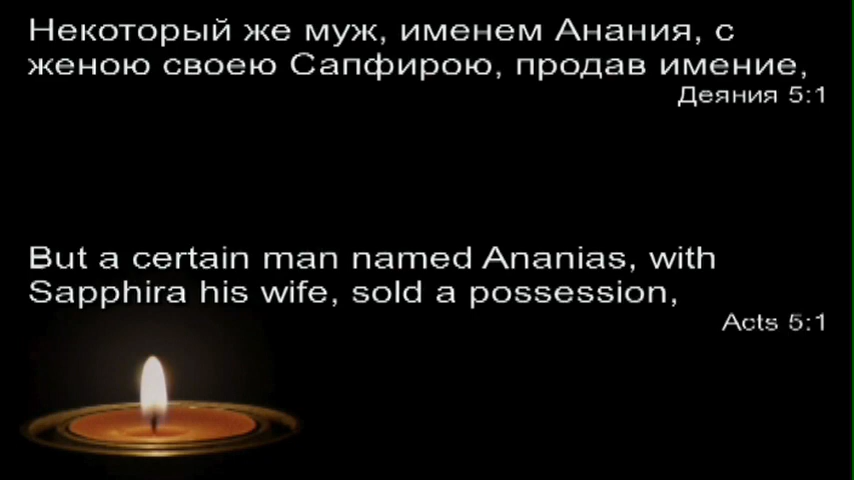 Некоторый же муж, именем Анания, с
женою своею Сапфирою, продав имение,
Деяния 5:1
But a certain man named Ananias, with
Sapphira his wife, sold a possession,
Acts 5:1